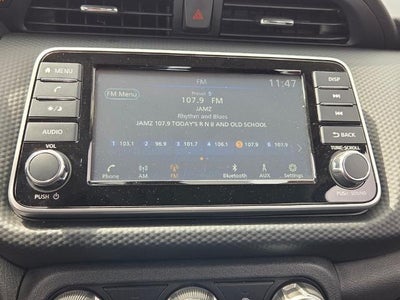 FM 11:47
MENU
DISP
FM Menu
Preset 5
107.9 FM
JAMZ
Rhythm and Blues
JAMZ 107.9 TODAY'S R N B AND OLD SCHOOL
AUDIO
BACK
1 103.1 2 96.9 3 101.7 4 106.1 5 107.9 6 101.9
VOL
TUNE·SCROLL
Phone AM FM Bluetooth AUX Settings
PUSH
PUSH SOUND